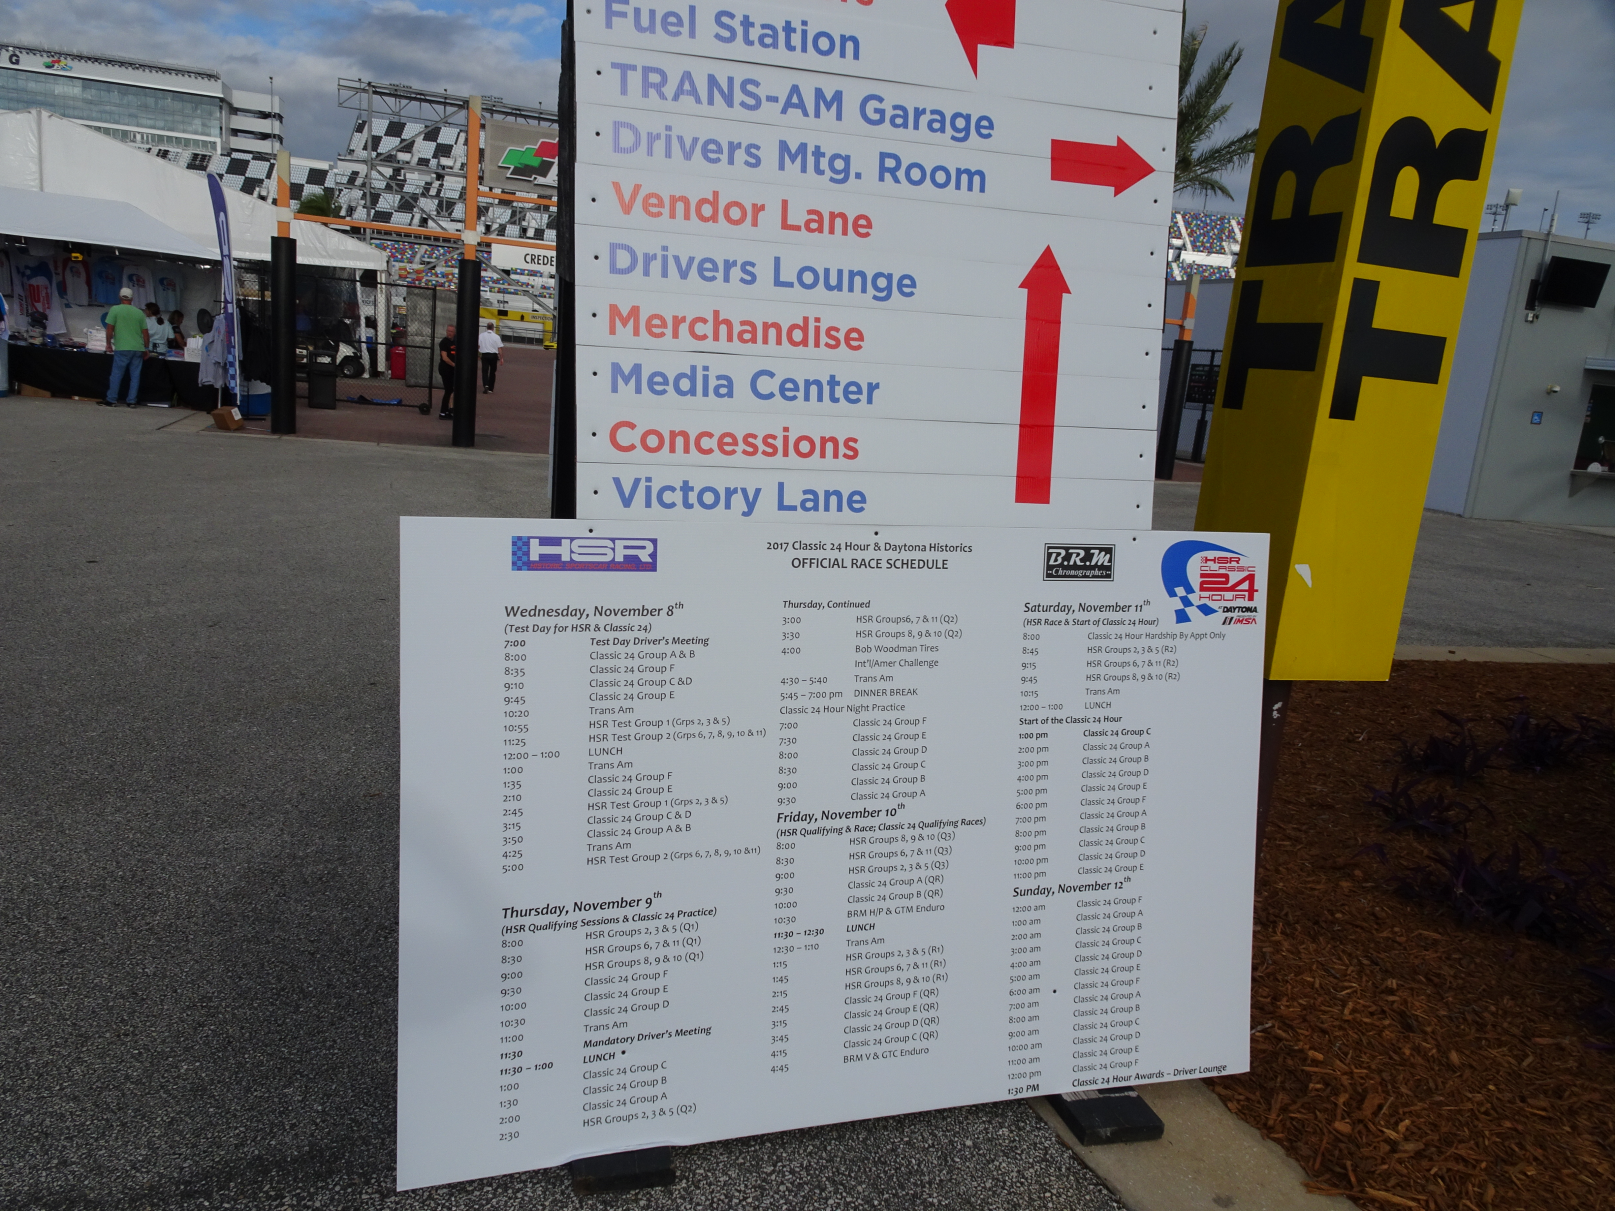 Fuel Station
TRANS-AM Garage
Drivers Mtg. Room
Vendor Lane
Drivers Lounge
Merchandise
Media Center
Concessions
Victory Lane
TRA
TRA
G
CREDE
HSR
HISTORIC SPORTSCAR RACING, LTD.
2017 Classic 24 Hour & Daytona Historics
OFFICIAL RACE SCHEDULE
B.R.M
Chronographes
HSR
CLASSIC
24
HOUR
AT DAYTONA
IMSA
Wednesday, November 8th
(Test Day for HSR & Classic 24)
7:00 Test Day Driver's Meeting
8:00 Classic 24 Group A & B
8:35 Classic 24 Group F
9:10 Classic 24 Group C &D
9:45 Classic 24 Group E
10:20 Trans Am
10:55 HSR Test Group 1 (Grps 2, 3 & 5)
11:25 HSR Test Group 2 (Grps 6, 7, 8, 9, 10 & 11)
12:00 – 1:00 LUNCH
1:00 Trans Am
1:35 Classic 24 Group F
2:10 Classic 24 Group E
2:45 HSR Test Group 1 (Grps 2, 3 & 5)
3:15 Classic 24 Group C & D
3:50 Classic 24 Group A & B
4:25 Trans Am
5:00 HSR Test Group 2 (Grps 6, 7, 8, 9, 10 &11)
Thursday, November 9th
(HSR Qualifying Sessions & Classic 24 Practice)
8:00 HSR Groups 2, 3 & 5 (Q1)
8:30 HSR Groups 6, 7 & 11 (Q1)
9:00 HSR Groups 8, 9 & 10 (Q1)
9:30 Classic 24 Group F
10:00 Classic 24 Group E
10:30 Classic 24 Group D
11:00 Trans Am
11:30 Mandatory Driver's Meeting
11:30 – 1:00 LUNCH
1:00 Classic 24 Group C
1:30 Classic 24 Group B
2:00 Classic 24 Group A
2:30 HSR Groups 2, 3 & 5 (Q2)
Thursday, Continued
3:00 HSR Groups6, 7 & 11 (Q2)
3:30 HSR Groups 8, 9 & 10 (Q2)
4:00 Bob Woodman Tires
Int'l/Amer Challenge
4:30 – 5:40 Trans Am
5:45 – 7:00 pm DINNER BREAK
Classic 24 Hour Night Practice
7:00 Classic 24 Group F
7:30 Classic 24 Group E
8:00 Classic 24 Group D
8:30 Classic 24 Group C
9:00 Classic 24 Group B
9:30 Classic 24 Group A
Friday, November 10th
(HSR Qualifying & Race; Classic 24 Qualifying Races)
8:00 HSR Groups 8, 9 & 10 (Q3)
8:30 HSR Groups 6, 7 & 11 (Q3)
9:00 HSR Groups 2, 3 & 5 (Q3)
9:30 Classic 24 Group A (QR)
10:00 Classic 24 Group B (QR)
10:30 BRM H/P & GTM Enduro
11:30 – 12:30 LUNCH
12:30 – 1:10 Trans Am
1:15 HSR Groups 2, 3 & 5 (R1)
1:45 HSR Groups 6, 7 & 11 (R1)
2:15 HSR Groups 8, 9 & 10 (R1)
2:45 Classic 24 Group F (QR)
3:15 Classic 24 Group E (QR)
3:45 Classic 24 Group D (QR)
4:15 Classic 24 Group C (QR)
4:45 BRM V & GTC Enduro
Saturday, November 11th
(HSR Race & Start of Classic 24 Hour)
8:00 Classic 24 Hour Hardship By Appt Only
8:45 HSR Groups 2, 3 & 5 (R2)
9:15 HSR Groups 6, 7 & 11 (R2)
9:45 HSR Groups 8, 9 & 10 (R2)
10:15 Trans Am
12:00 – 1:00 LUNCH
Start of the Classic 24 Hour
1:00 pm Classic 24 Group C
2:00 pm Classic 24 Group A
3:00 pm Classic 24 Group B
4:00 pm Classic 24 Group D
5:00 pm Classic 24 Group E
6:00 pm Classic 24 Group F
7:00 pm Classic 24 Group A
8:00 pm Classic 24 Group B
9:00 pm Classic 24 Group C
10:00 pm Classic 24 Group D
11:00 pm Classic 24 Group E
Sunday, November 12th
12:00 am Classic 24 Group F
1:00 am Classic 24 Group A
2:00 am Classic 24 Group B
3:00 am Classic 24 Group C
4:00 am Classic 24 Group D
5:00 am Classic 24 Group E
6:00 am Classic 24 Group F
7:00 am Classic 24 Group A
8:00 am Classic 24 Group B
9:00 am Classic 24 Group C
10:00 am Classic 24 Group D
11:00 am Classic 24 Group E
12:00 pm Classic 24 Group F
1:30 PM Classic 24 Hour Awards – Driver Lounge